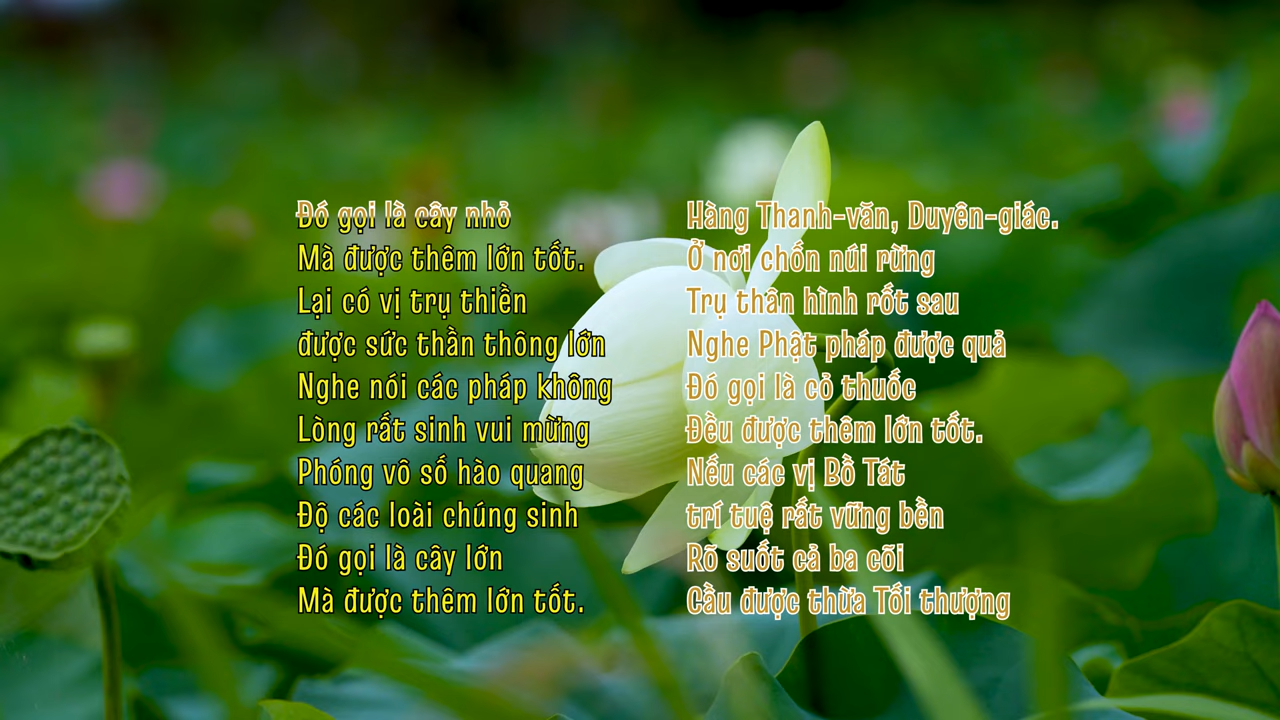 Đó gọi là cây nhỏ
Mà được thêm lớn tốt.
Lại có vị trụ thiền
được sức thần thông lớn
Nghe nói các pháp không
Lòng rất sinh vui mừng
Phóng vô số hào quang
Độ các loài chúng sinh
Đó gọi là cây lớn
Mà được thêm lớn tốt.
Hàng Thanh-văn, Duyên-giác.
Ở nơi chốn núi rừng
Trụ thân hình rốt sau
Nghe Phật pháp được quả
Đó gọi là cỏ thuốc
Đều được thêm lớn tốt.
Nếu các vị Bồ Tát
trí tuệ rất vững bền
Rõ suốt cả ba cõi
Cầu được thừa Tối thượng